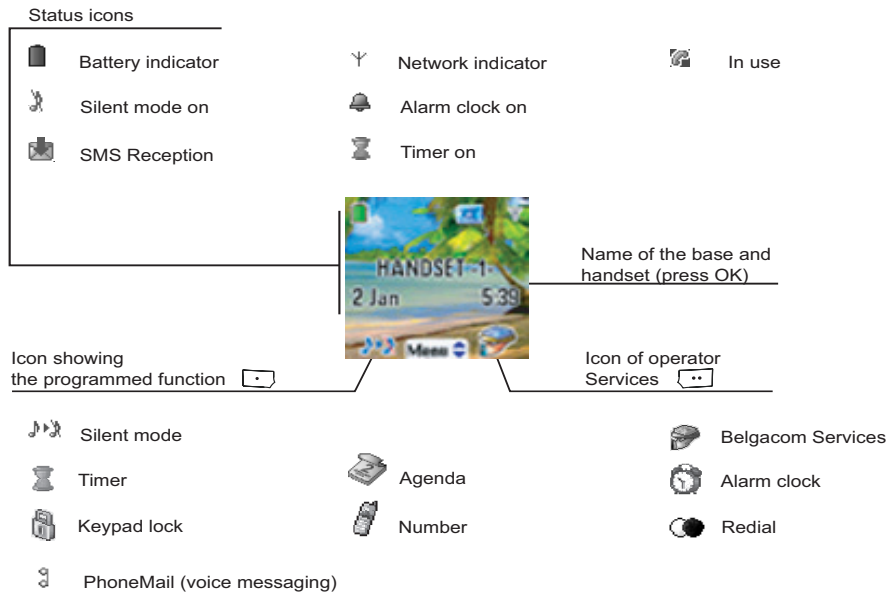 Status icons
Battery indicator
Network indicator
In use
Silent mode on
Alarm clock on
SMS Reception
Timer on
HANDSET -1-
2 Jan 5:39
Menu
Name of the base and
handset (press OK)
Icon showing
the programmed function
Icon of operator
Services
Silent mode
Belgacom Services
Timer
Agenda
Alarm clock
Keypad lock
Number
Redial
PhoneMail (voice messaging)